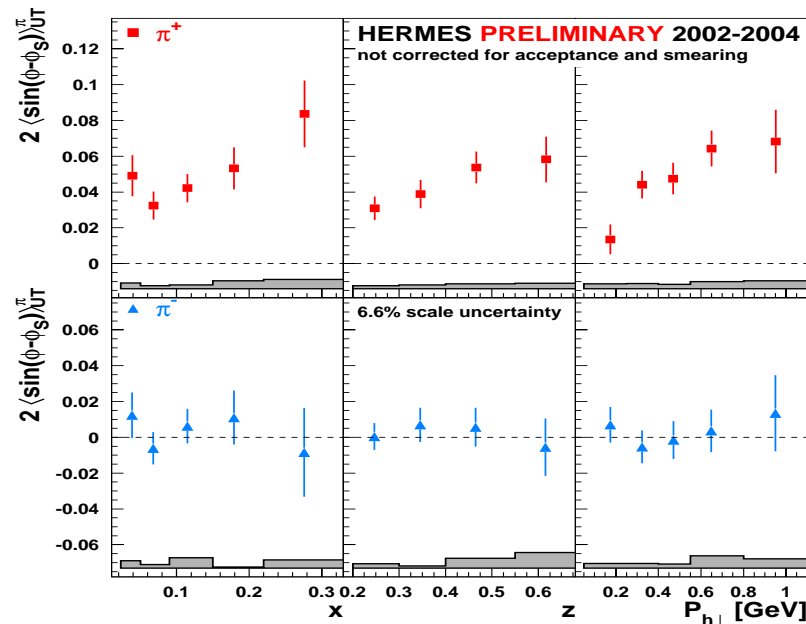 π+ HERMES PRELIMINARY 2002-2004
not corrected for acceptance and smearing
2 ⟨sin(ϕ-ϕS)⟩πUT
0.12
0.1
0.08
0.06
0.04
0.02
0
π- 6.6% scale uncertainty
2 ⟨sin(ϕ-ϕS)⟩πUT
0.06
0.04
0.02
0
-0.02
-0.04
-0.06
0.1 0.2 0.3 0.2 0.3 0.4 0.5 0.6 0.2 0.4 0.6 0.8 1
x z Ph⊥ [GeV]